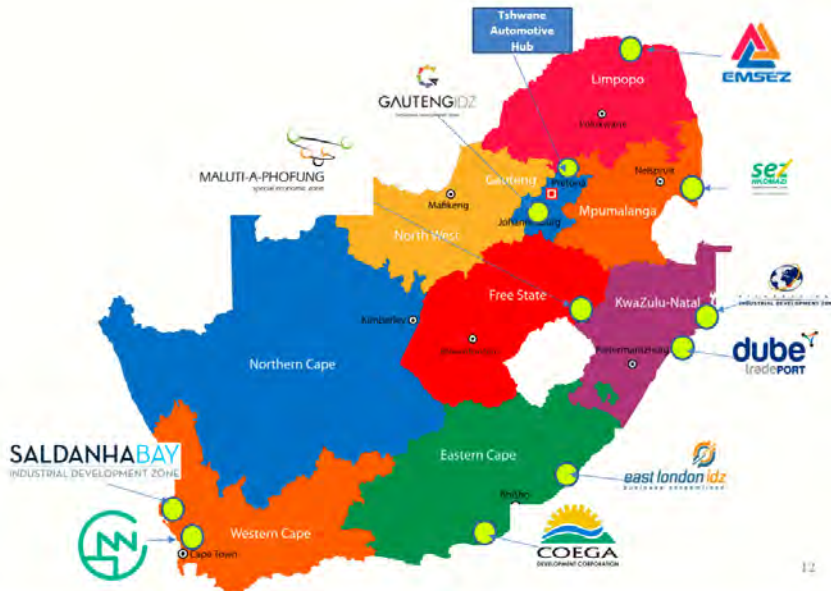 Tshwane
Automotive
Hub
EMSEZ
Limpopo
GAUTENGIDZ
Polokwane
MALUTI-A-PHOFUNG
special economic zone
sez
NKOMAZI
Gauteng
Pretoria
Nelspruit
Mafikeng
Mpumalanga
Johannesburg
North West
Free State
KwaZulu-Natal
INDUSTRIAL DEVELOPMENT ZONE
Kimberley
dube
tradePORT
Bloemfontein
Pietermaritzburg
Northern Cape
SALDANHABAY
INDUSTRIAL DEVELOPMENT ZONE
Eastern Cape
east london idz
Bhisho
Western Cape
Cape Town
COEGA
DEVELOPMENT CORPORATION
12